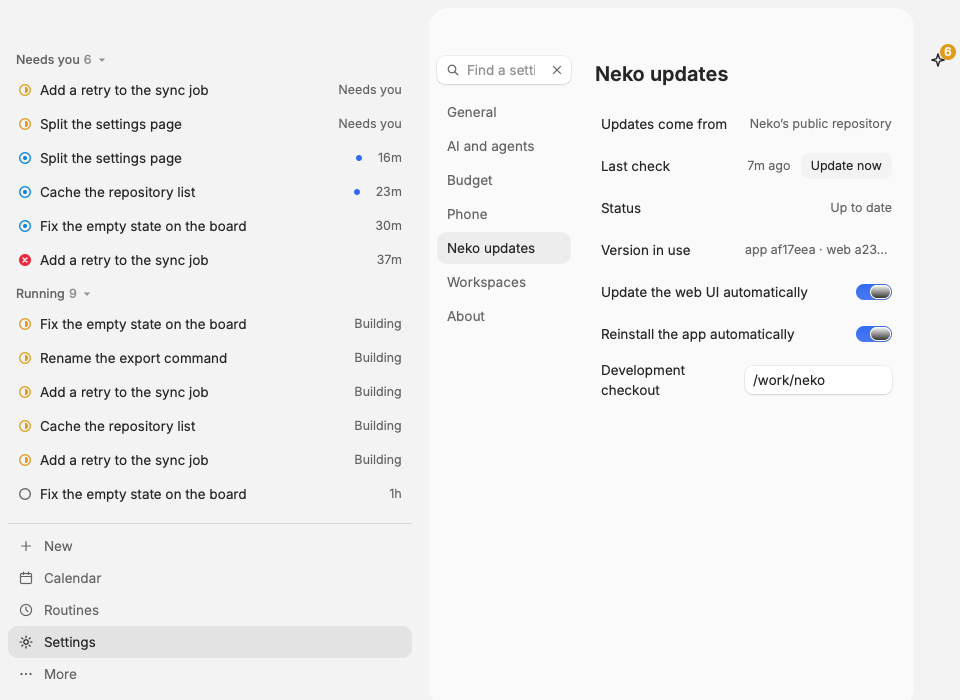 Needs you 6
Add a retry to the sync job Needs you
Split the settings page Needs you
Split the settings page 16m
Cache the repository list 23m
Fix the empty state on the board 30m
Add a retry to the sync job 37m
Running 9
Fix the empty state on the board Building
Rename the export command Building
Add a retry to the sync job Building
Cache the repository list Building
Add a retry to the sync job Building
Fix the empty state on the board 1h
New
Calendar
Routines
Settings
More
Find a setti
General
AI and agents
Budget
Phone
Neko updates
Workspaces
About
Neko updates
Updates come from Neko’s public repository
Last check 7m ago Update now
Status Up to date
Version in use app af17eea · web a23…
Update the web UI automatically
Reinstall the app automatically
Development
checkout
/work/neko
6